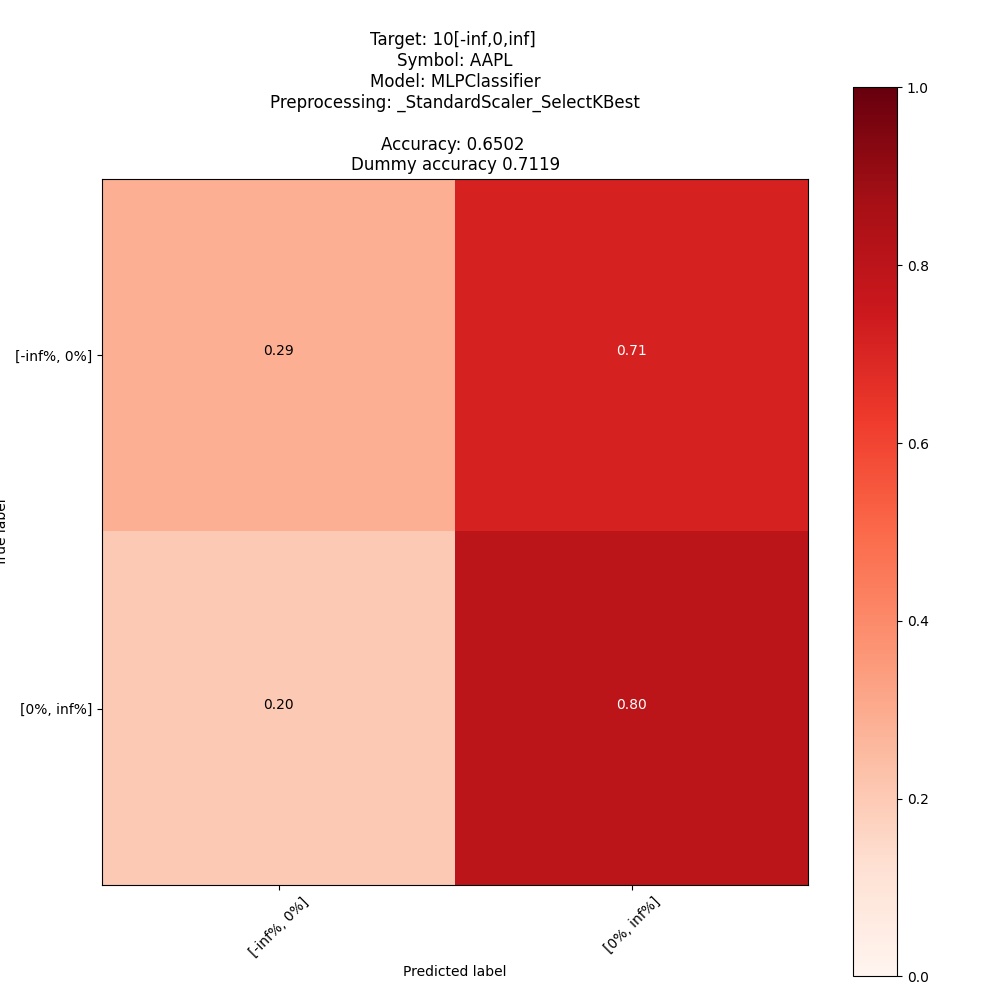 Target: 10[-inf,0,inf]
Symbol: AAPL
Model: MLPClassifier
Preprocessing: _StandardScaler_SelectKBest
Accuracy: 0.6502
Dummy accuracy 0.7119
1.0
0.8
0.6
0.4
0.2
0.0
[-inf%, 0%]
0.29
0.71
[0%, inf%]
0.20
0.80
[-inf%, 0%]
[0%, inf%]
Predicted label